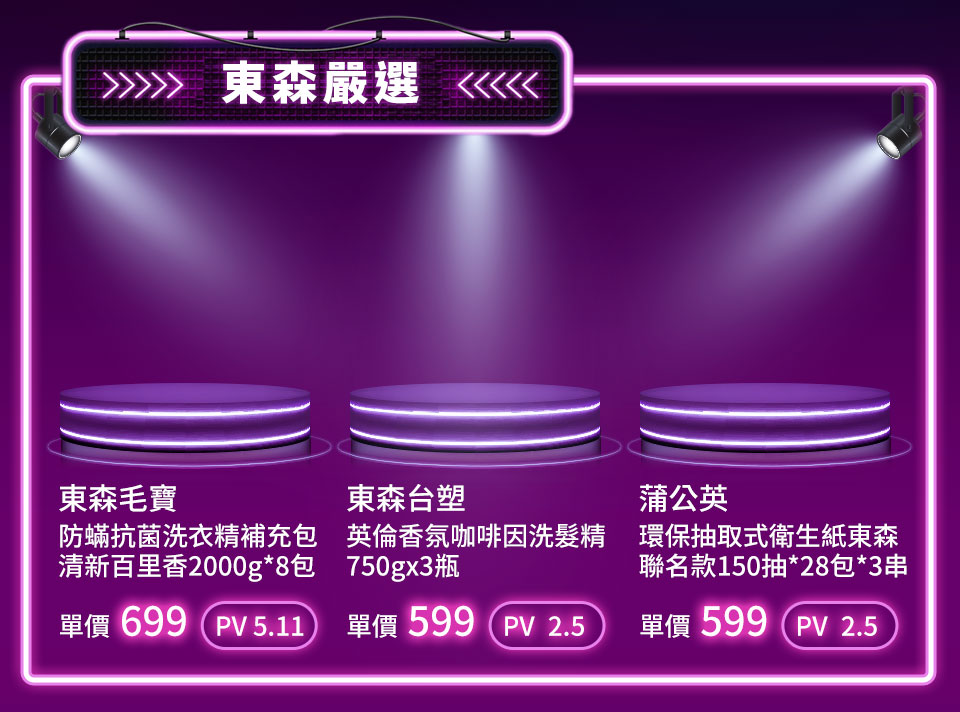 >>>>> 東森嚴選 <<<<<
東森毛寶
防蟎抗菌洗衣精補充包
清新百里香2000g*8包
單價 699 PV 5.11
東森台塑
英倫香氛咖啡因洗髮精
750gx3瓶
單價 599 PV 2.5
蒲公英
環保抽取式衛生紙東森
聯名款150抽*28包*3串
單價 599 PV 2.5